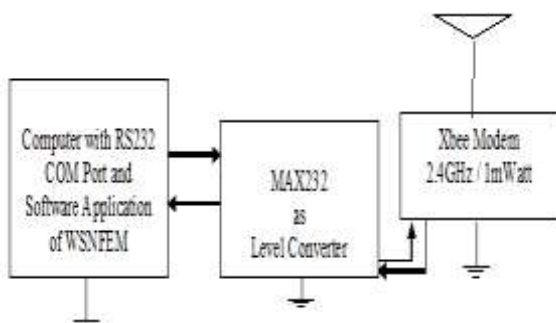 Computer with RS232
COM Port and
Software Application
of WSNFEM
MAX232
as
Level Converter
Xbee Modem
2.4GHz / 1mWatt